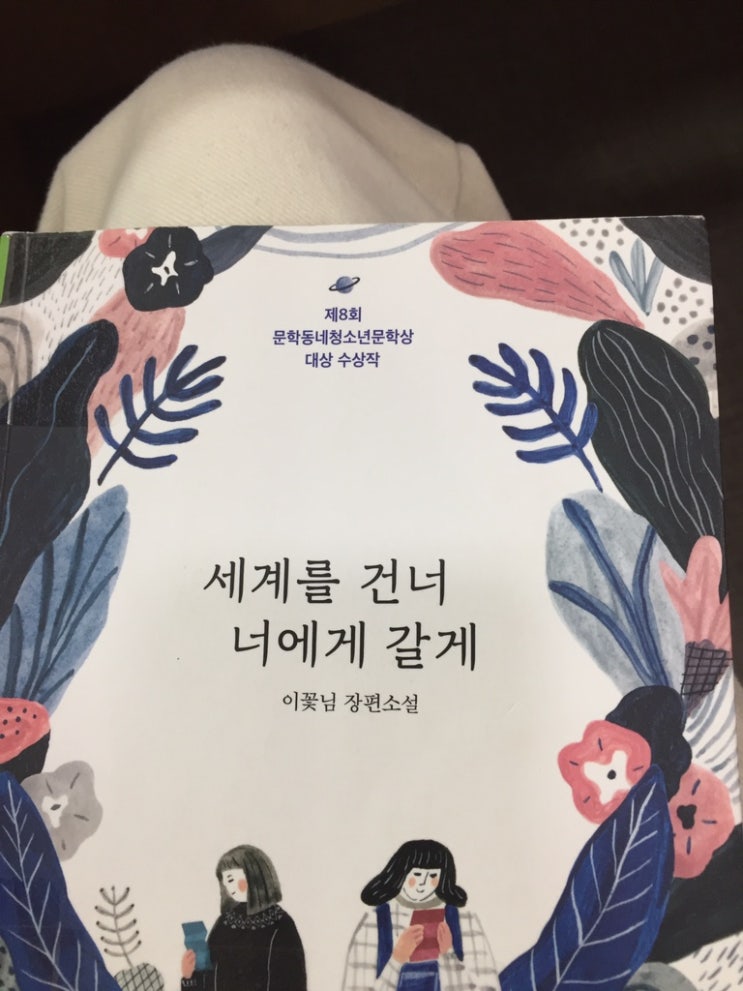 제8회
문학동네청소년문학상
대상 수상작
세계를 건너
너에게 갈게
이꽃님 장편소설